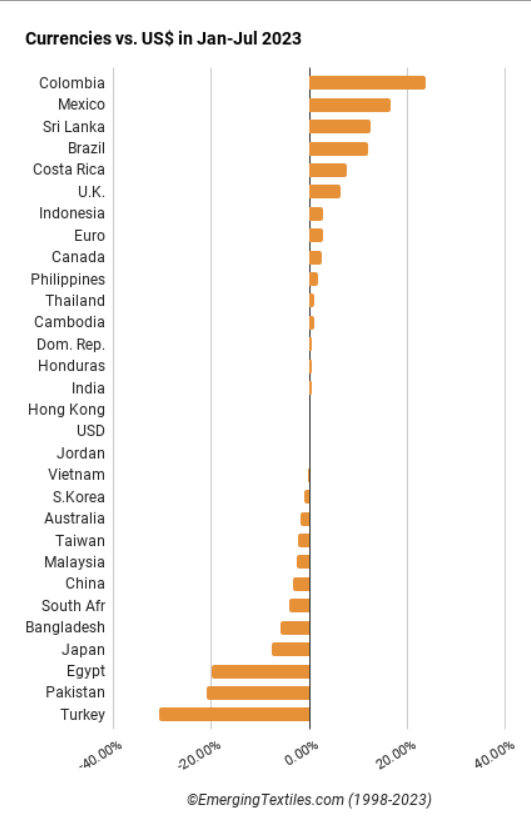 Currencies vs. US$ in Jan-Jul 2023
Colombia
Mexico
Sri Lanka
Brazil
Costa Rica
U.K.
Indonesia
Euro
Canada
Philippines
Thailand
Cambodia
Dom. Rep.
Honduras
India
Hong Kong
USD
Jordan
Vietnam
S.Korea
Australia
Taiwan
Malaysia
China
South Afr
Bangladesh
Japan
Egypt
Pakistan
Turkey
-40.00% -20.00% 0.00% 20.00% 40.00%
©EmergingTextiles.com (1998-2023)